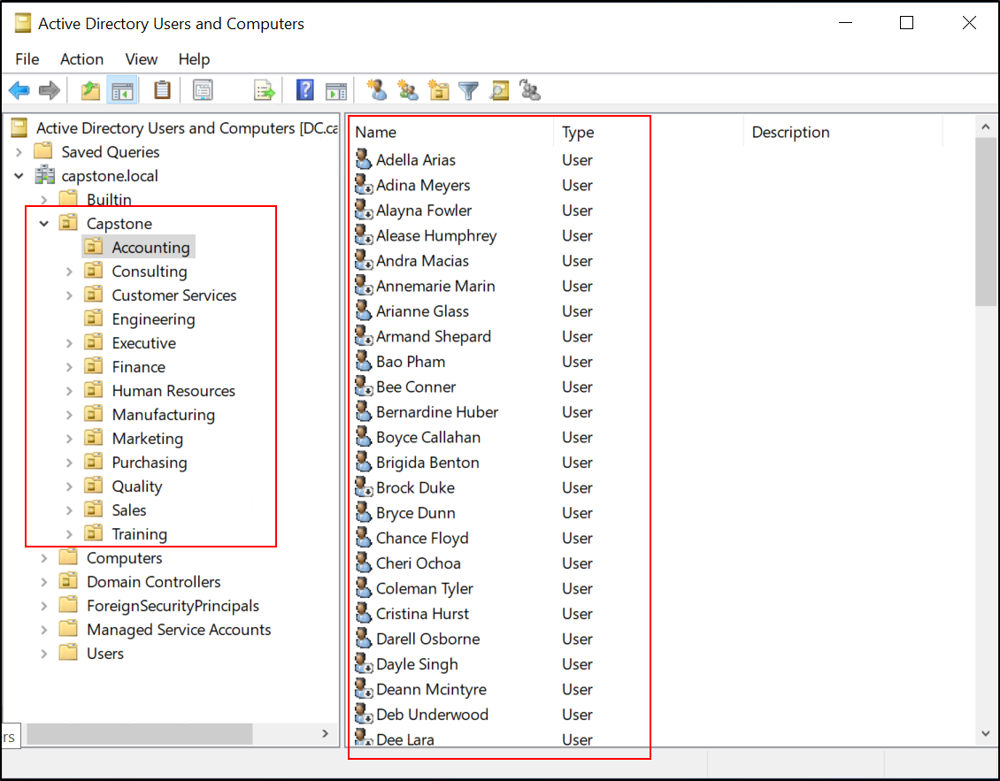 Active Directory Users and Computers
File Action View Help
Active Directory Users and Computers [DC.ca
Saved Queries
capstone.local
Builtin
Capstone
Accounting
Consulting
Customer Services
Engineering
Executive
Finance
Human Resources
Manufacturing
Marketing
Purchasing
Quality
Sales
Training
Computers
Domain Controllers
ForeignSecurityPrincipals
Managed Service Accounts
Users
ers
Name Type Description
Adella Arias User
Adina Meyers User
Alayna Fowler User
Alease Humphrey User
Andra Macias User
Annemarie Marin User
Arianne Glass User
Armand Shepard User
Bao Pham User
Bee Conner User
Bernardine Huber User
Boyce Callahan User
Brigida Benton User
Brock Duke User
Bryce Dunn User
Chance Floyd User
Cheri Ochoa User
Coleman Tyler User
Cristina Hurst User
Darell Osborne User
Dayle Singh User
Deann Mcintyre User
Deb Underwood User
Dee Lara User